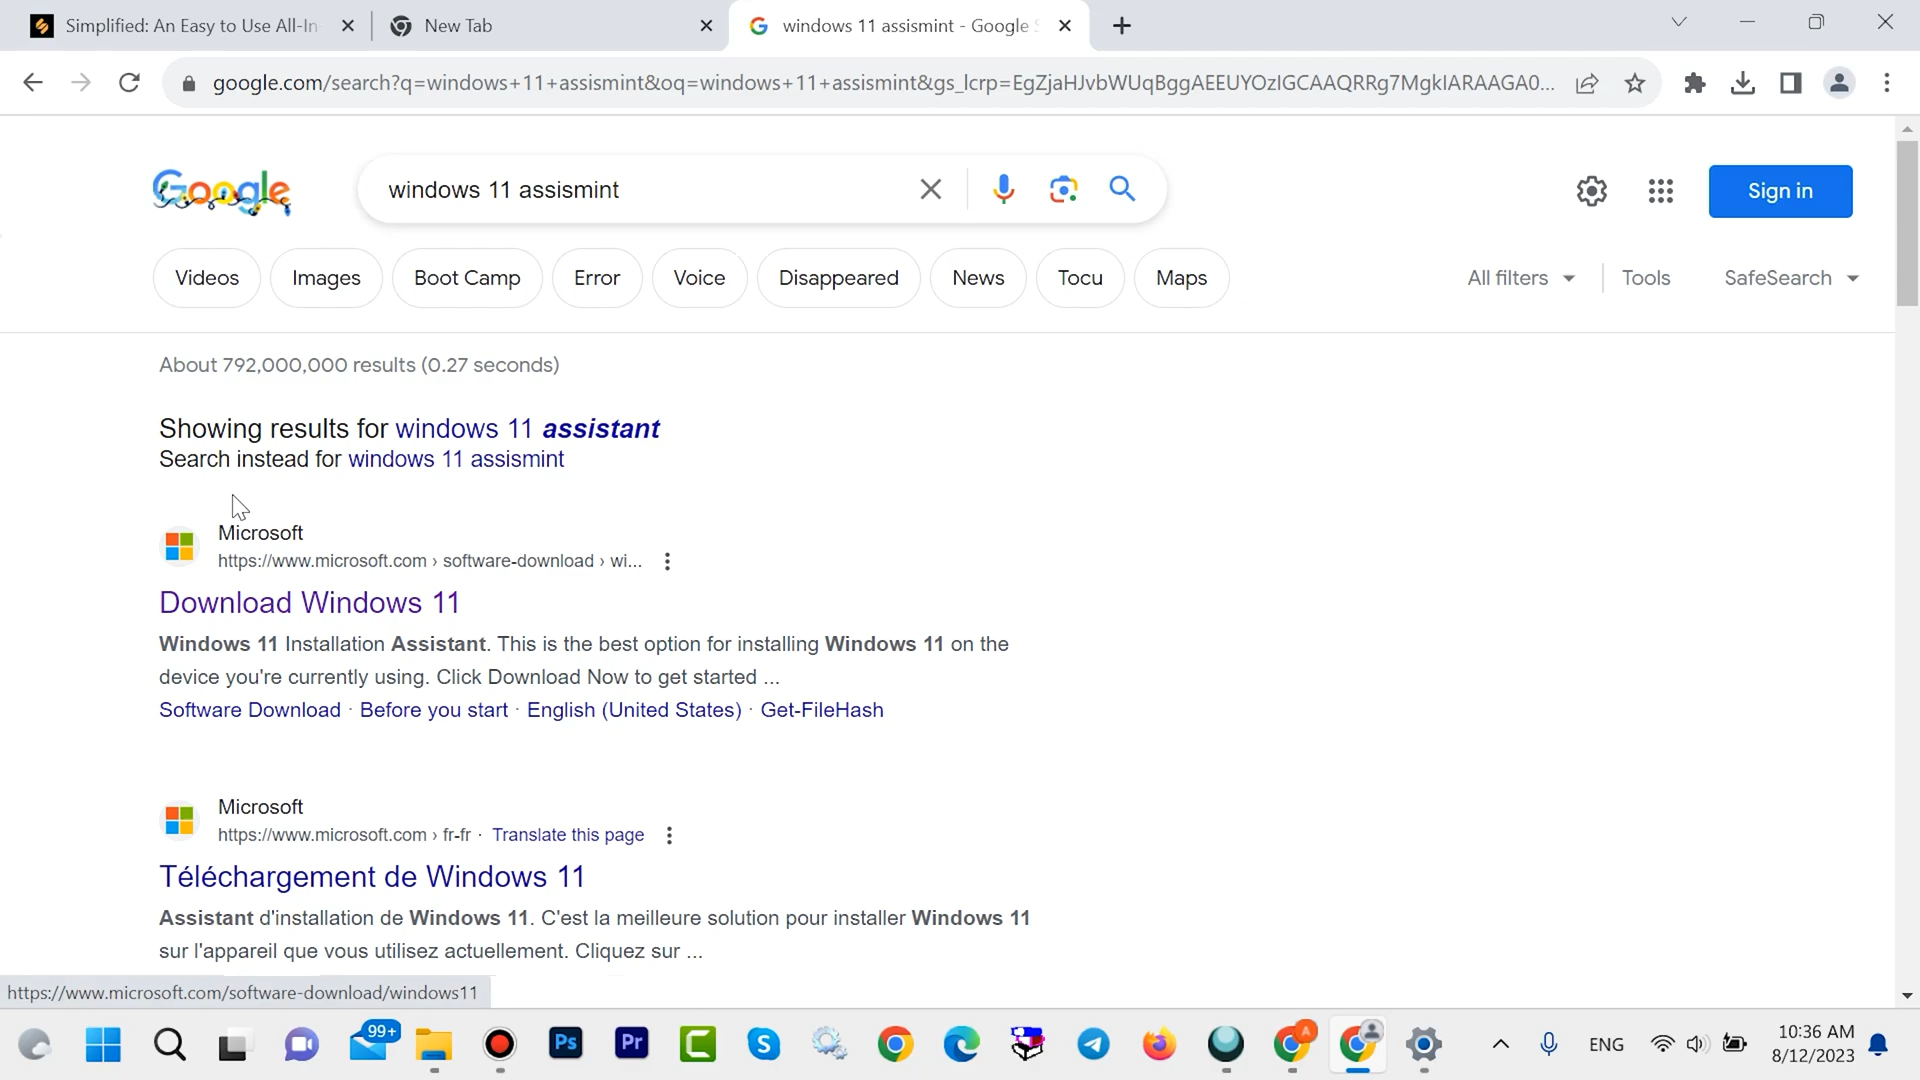 Simplified: An Easy to Use All-In-
New Tab
windows 11 assismint - Google S
google.com/search?q=windows+11+assismint&oq=windows+11+assismint&gs_lcrp=EgZjaHJvbWUqBggAEEUYOzIGCAAQRRg7MgkIARAAGA0...
Google
windows 11 assismint
Sign in
Videos
Images
Boot Camp
Error
Voice
Disappeared
News
Tocu
Maps
All filters
Tools
SafeSearch
About 792,000,000 results (0.27 seconds)
Showing results for windows 11 assistant
Search instead for windows 11 assismint
Microsoft
https://www.microsoft.com › software-download › wi...
Download Windows 11
Windows 11 Installation Assistant. This is the best option for installing Windows 11 on the
device you're currently using. Click Download Now to get started ...
Software Download · Before you start · English (United States) · Get-FileHash
Microsoft
https://www.microsoft.com › fr-fr · Translate this page
Téléchargement de Windows 11
Assistant d'installation de Windows 11. C'est la meilleure solution pour installer Windows 11
sur l'appareil que vous utilisez actuellement. Cliquez sur ...
https://www.microsoft.com/software-download/windows11
99+
Ps
Pr
C
S
A
ENG
10:36 AM
8/12/2023